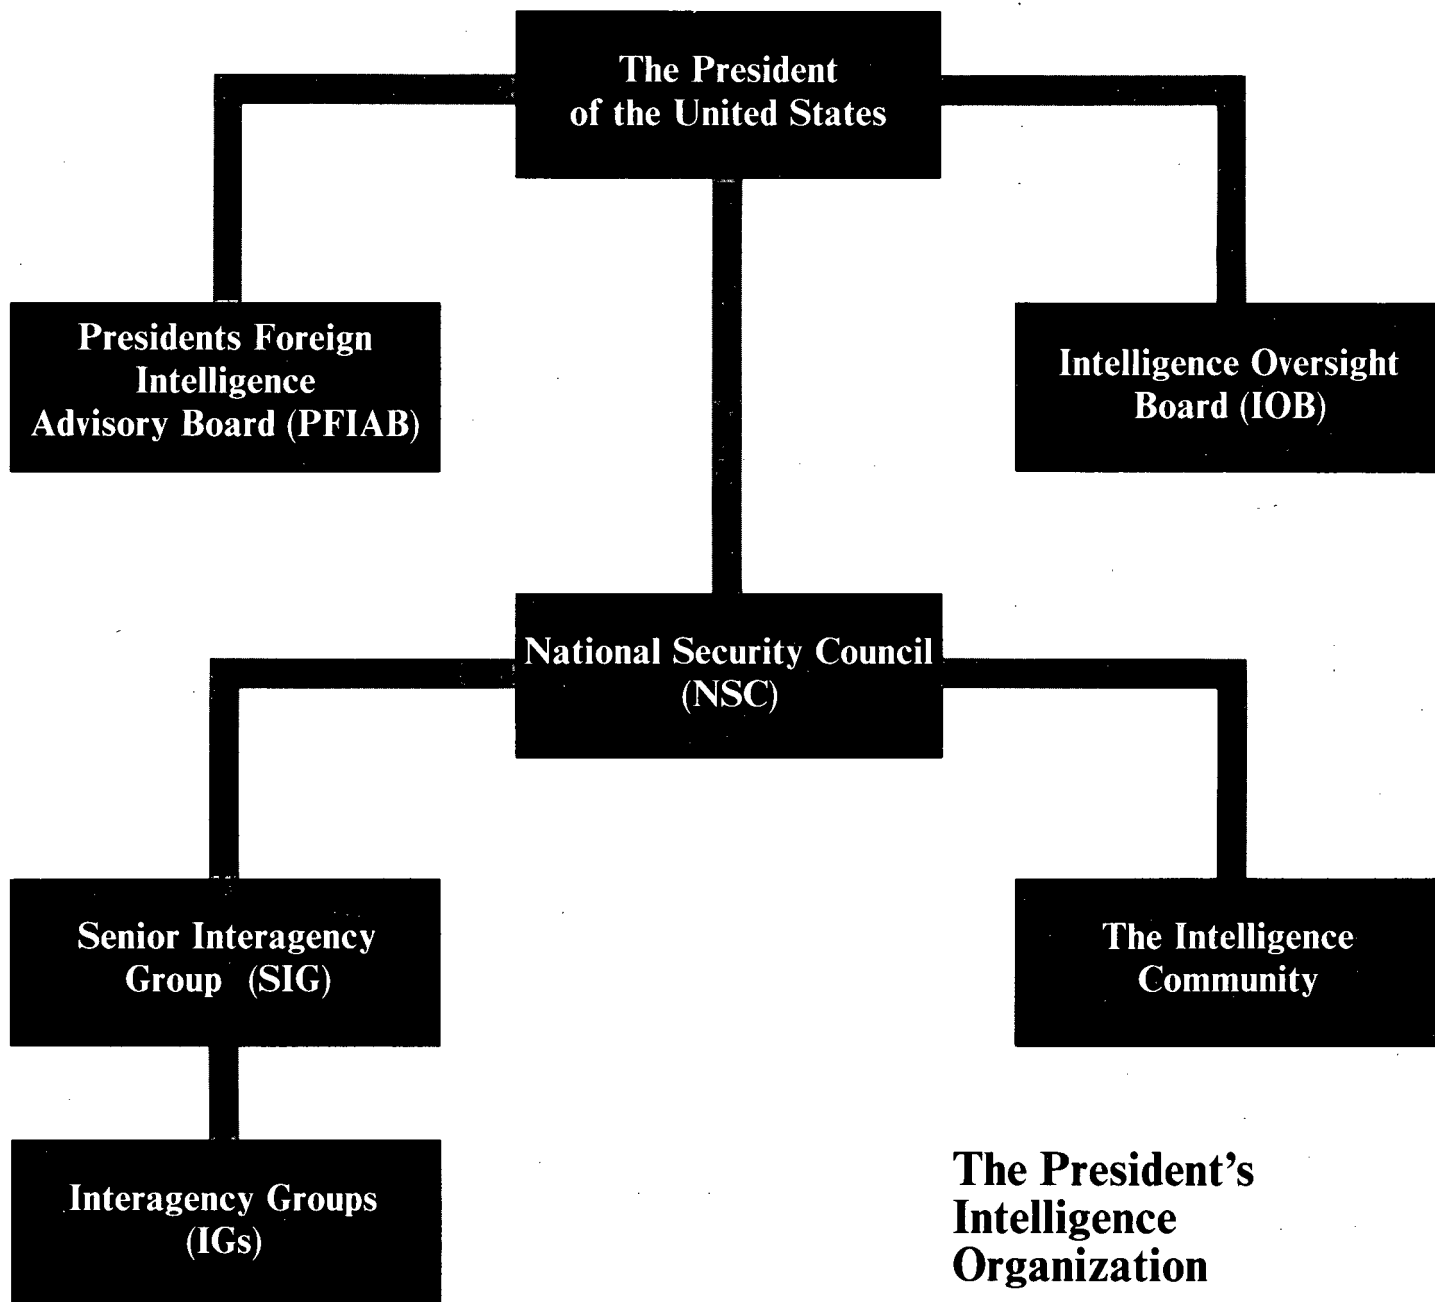 The President
of the United States
Presidents Foreign
Intelligence
Advisory Board (PFIAB)
Intelligence Oversight
Board (IOB)
National Security Council
(NSC)
Senior Interagency
Group (SIG)
The Intelligence
Community
Interagency Groups
(IGs)
The President’s
Intelligence
Organization